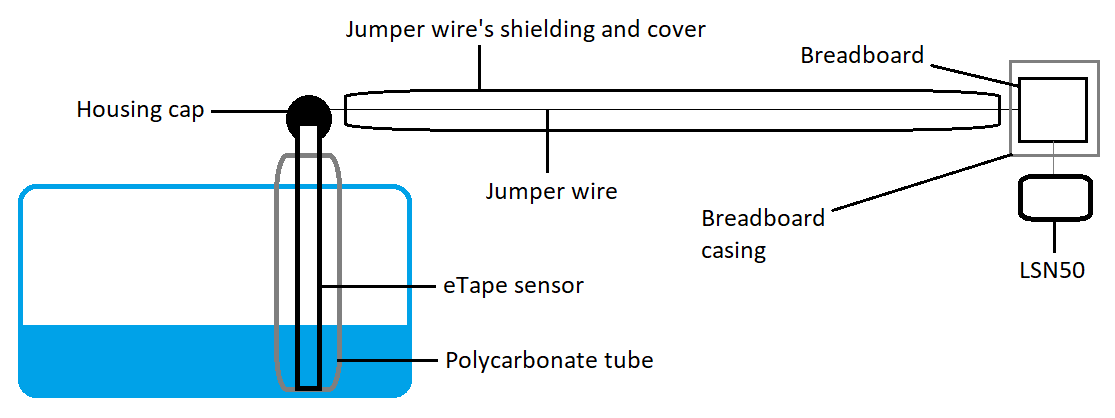 Jumper wire's shielding and cover
Breadboard
Housing cap
Jumper wire
Breadboard
casing
LSN50
eTape sensor
Polycarbonate tube